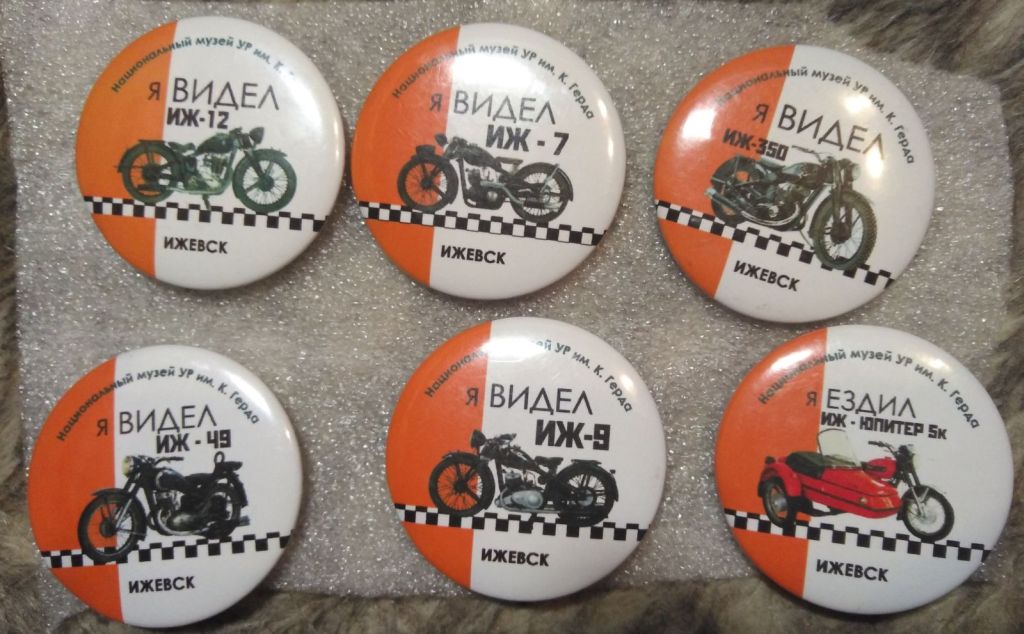 Национальный музей УР им. К.
Я ВИДЕЛ
ИЖ-12
ИЖЕВСК
Национальный музей УР им. К. Герда
Я ВИДЕЛ
ИЖ - 7
ИЖЕВСК
Национальный музей УР им. К. Герда
Я ВИДЕЛ
ИЖ-350
ИЖЕВСК
Национальный музей УР им. К. Герда
Я ВИДЕЛ
ИЖ - 49
ИЖЕВСК
Национальный музей УР им. К. Герда
Я ВИДЕЛ
ИЖ-9
ИЖЕВСК
Национальный музей УР им. К. Герда
Я ЕЗДИЛ
ИЖ - ЮПИТЕР 5к
ИЖЕВСК